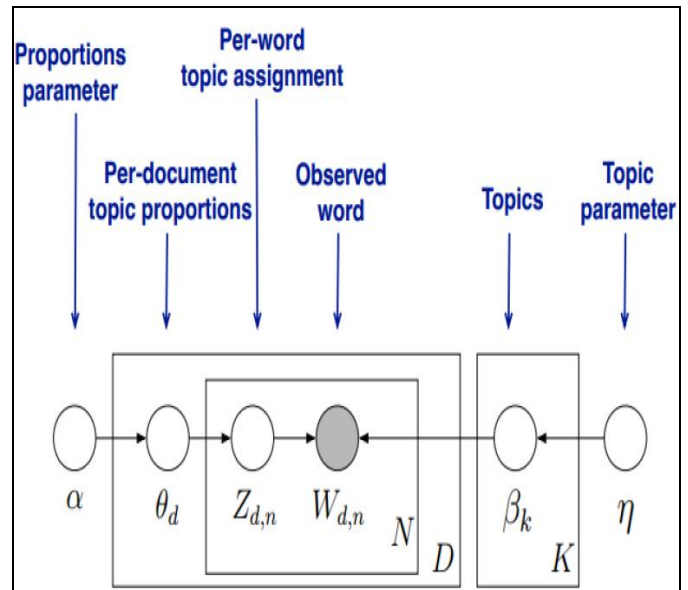 Proportions
parameter
Per-word
topic assignment
Per-document
topic proportions
Observed
word
Topics
Topic
parameter
α
θd
Zd,n
Wd,n
N
D
βk
K
η